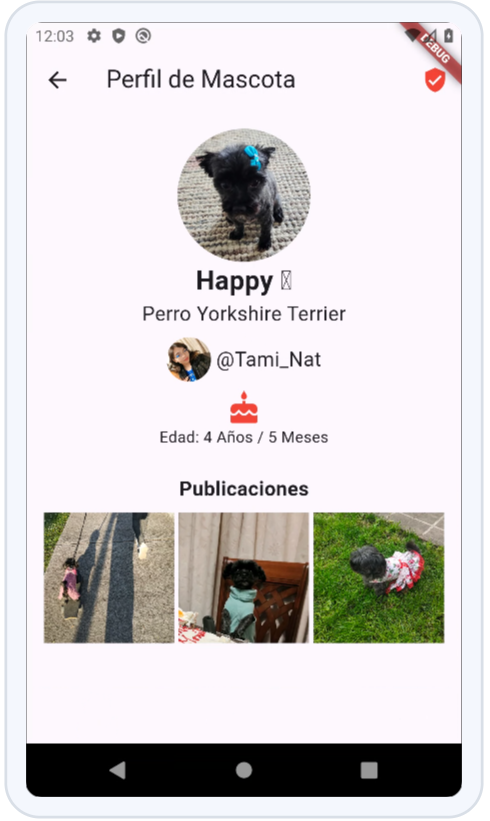 12:03
DEBUG
Perfil de Mascota
Happy
Perro Yorkshire Terrier
@Tami_Nat
Edad: 4 Años / 5 Meses
Publicaciones